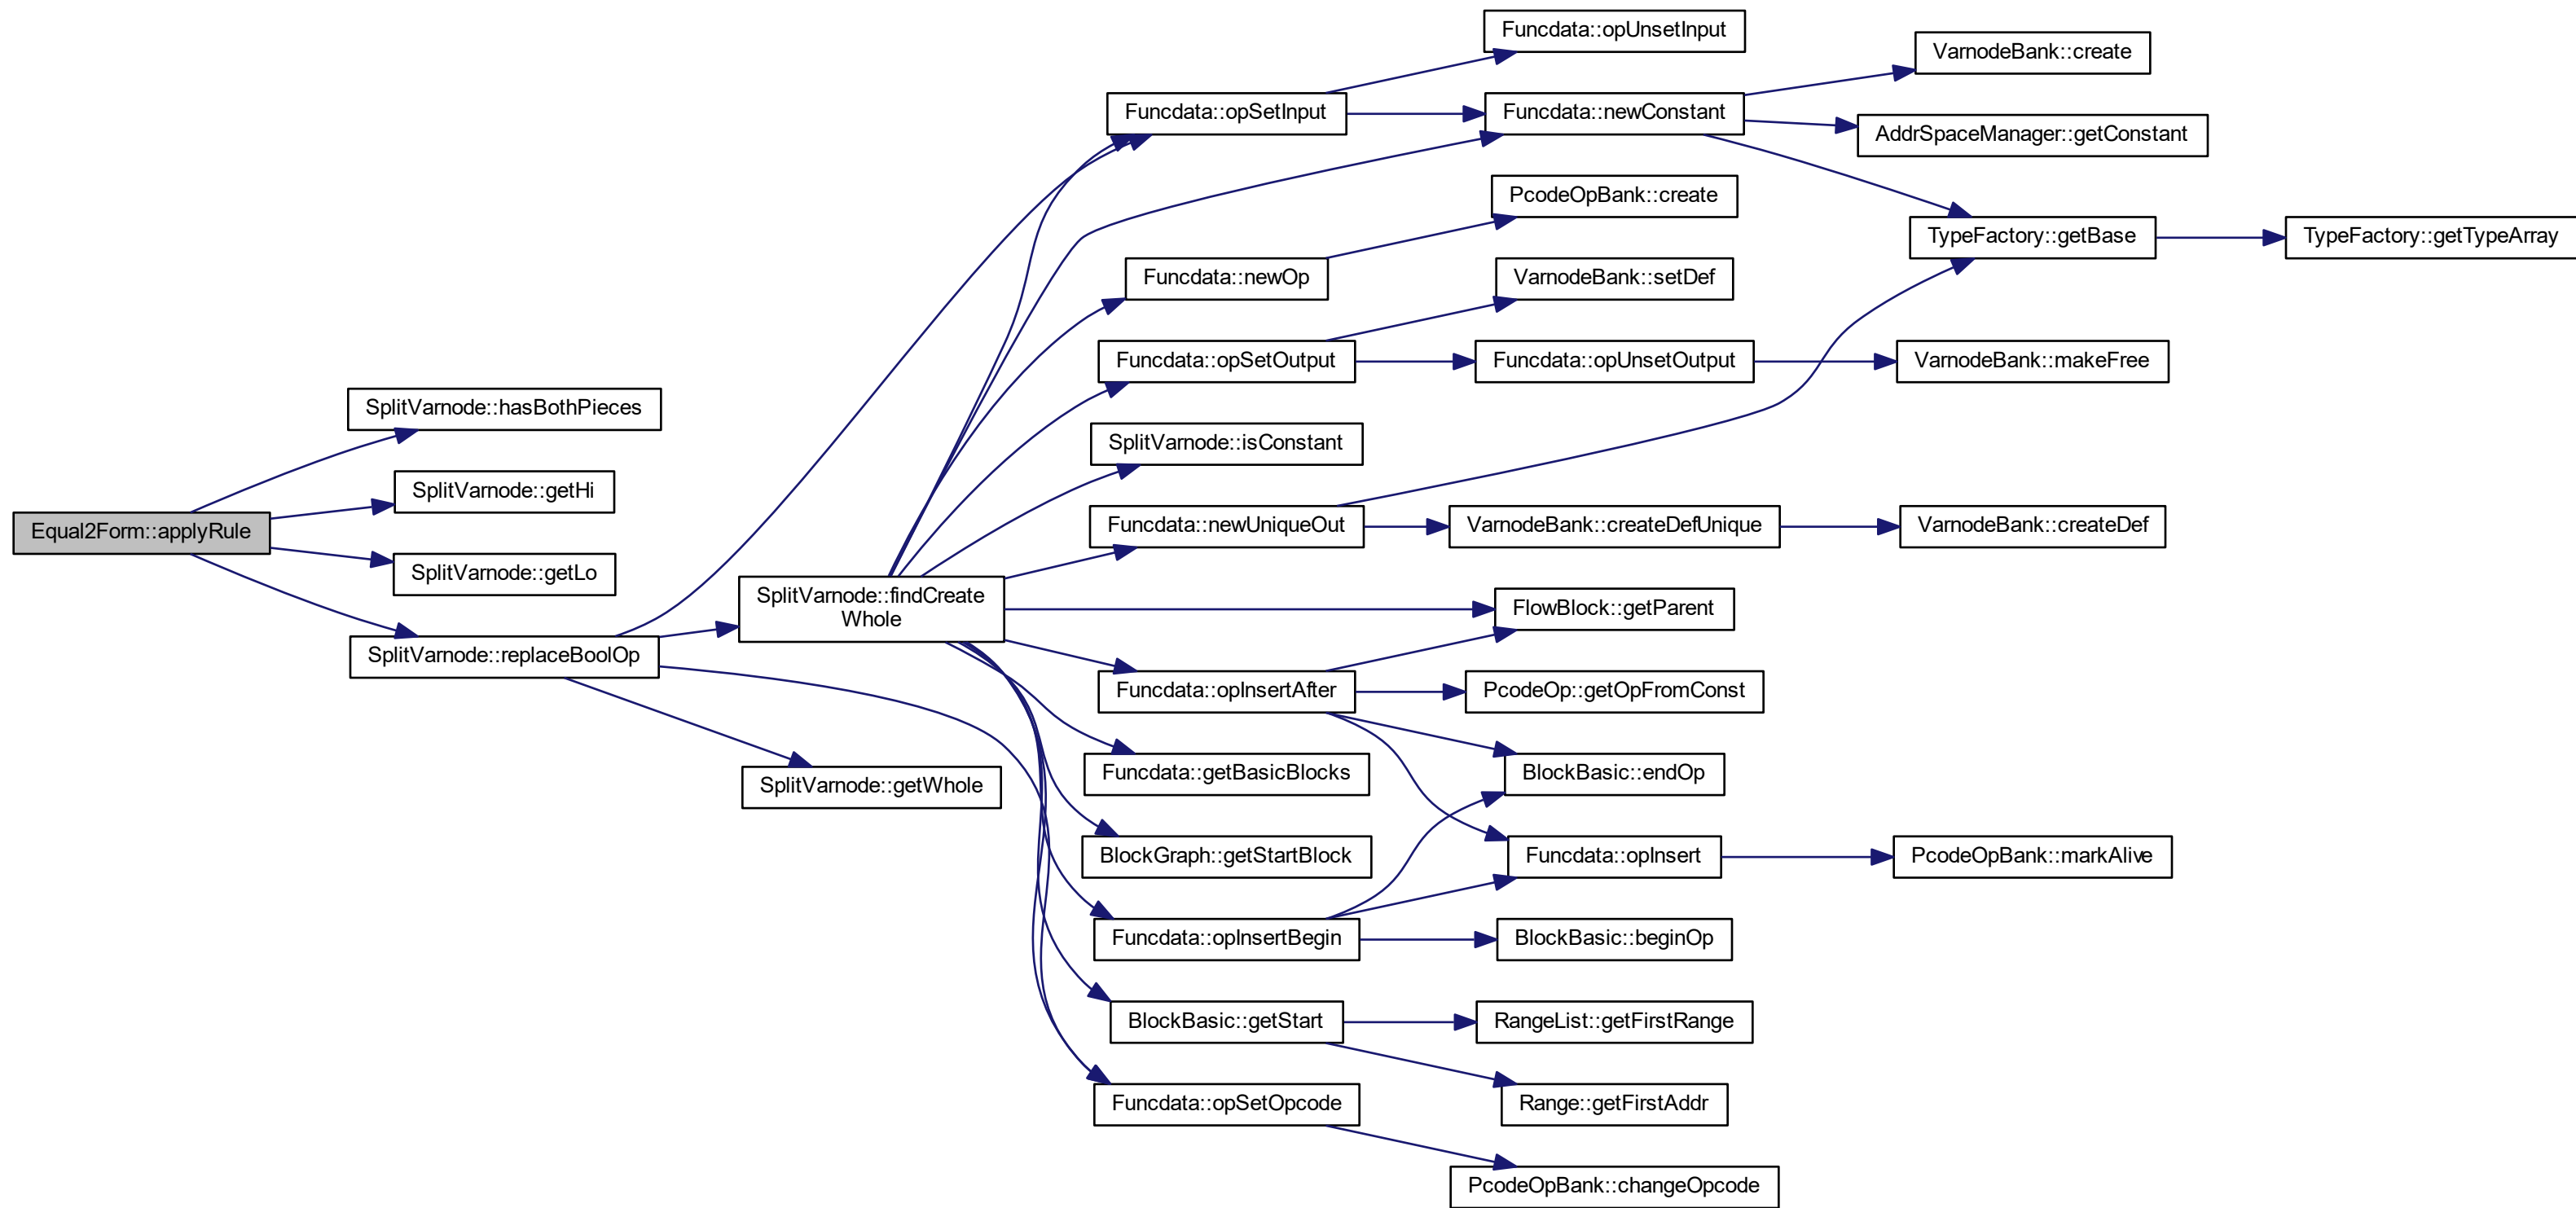 Funcdata::opUnsetInput
VarnodeBank::create
Funcdata::opSetInput
Funcdata::newConstant
AddrSpaceManager::getConstant
PcodeOpBank::create
TypeFactory::getBase
TypeFactory::getTypeArray
Funcdata::newOp
VarnodeBank::setDef
Funcdata::opSetOutput
Funcdata::opUnsetOutput
VarnodeBank::makeFree
SplitVarnode::hasBothPieces
SplitVarnode::isConstant
SplitVarnode::getHi
Equal2Form::applyRule
Funcdata::newUniqueOut
VarnodeBank::createDefUnique
VarnodeBank::createDef
SplitVarnode::getLo
SplitVarnode::findCreate
Whole
FlowBlock::getParent
SplitVarnode::replaceBoolOp
Funcdata::opInsertAfter
PcodeOp::getOpFromConst
SplitVarnode::getWhole
Funcdata::getBasicBlocks
BlockBasic::endOp
BlockGraph::getStartBlock
Funcdata::opInsert
PcodeOpBank::markAlive
Funcdata::opInsertBegin
BlockBasic::beginOp
BlockBasic::getStart
RangeList::getFirstRange
Funcdata::opSetOpcode
Range::getFirstAddr
PcodeOpBank::changeOpcode